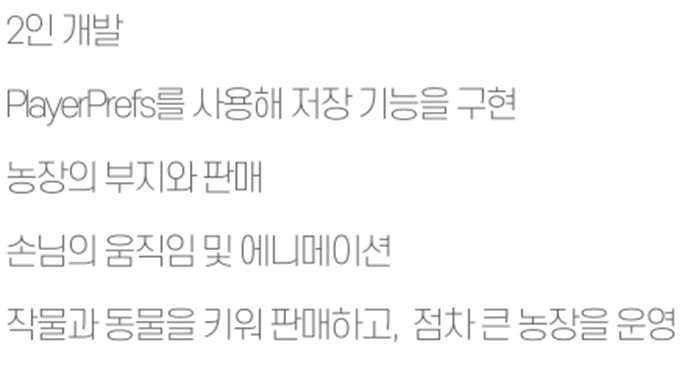 2인 개발
PlayerPrefs를 사용해 저장 기능을 구현
농장의 부지와 판매
손님의 움직임 및 에니메이션
작물과 동물을 키워 판매하고, 점차 큰 농장을 운영